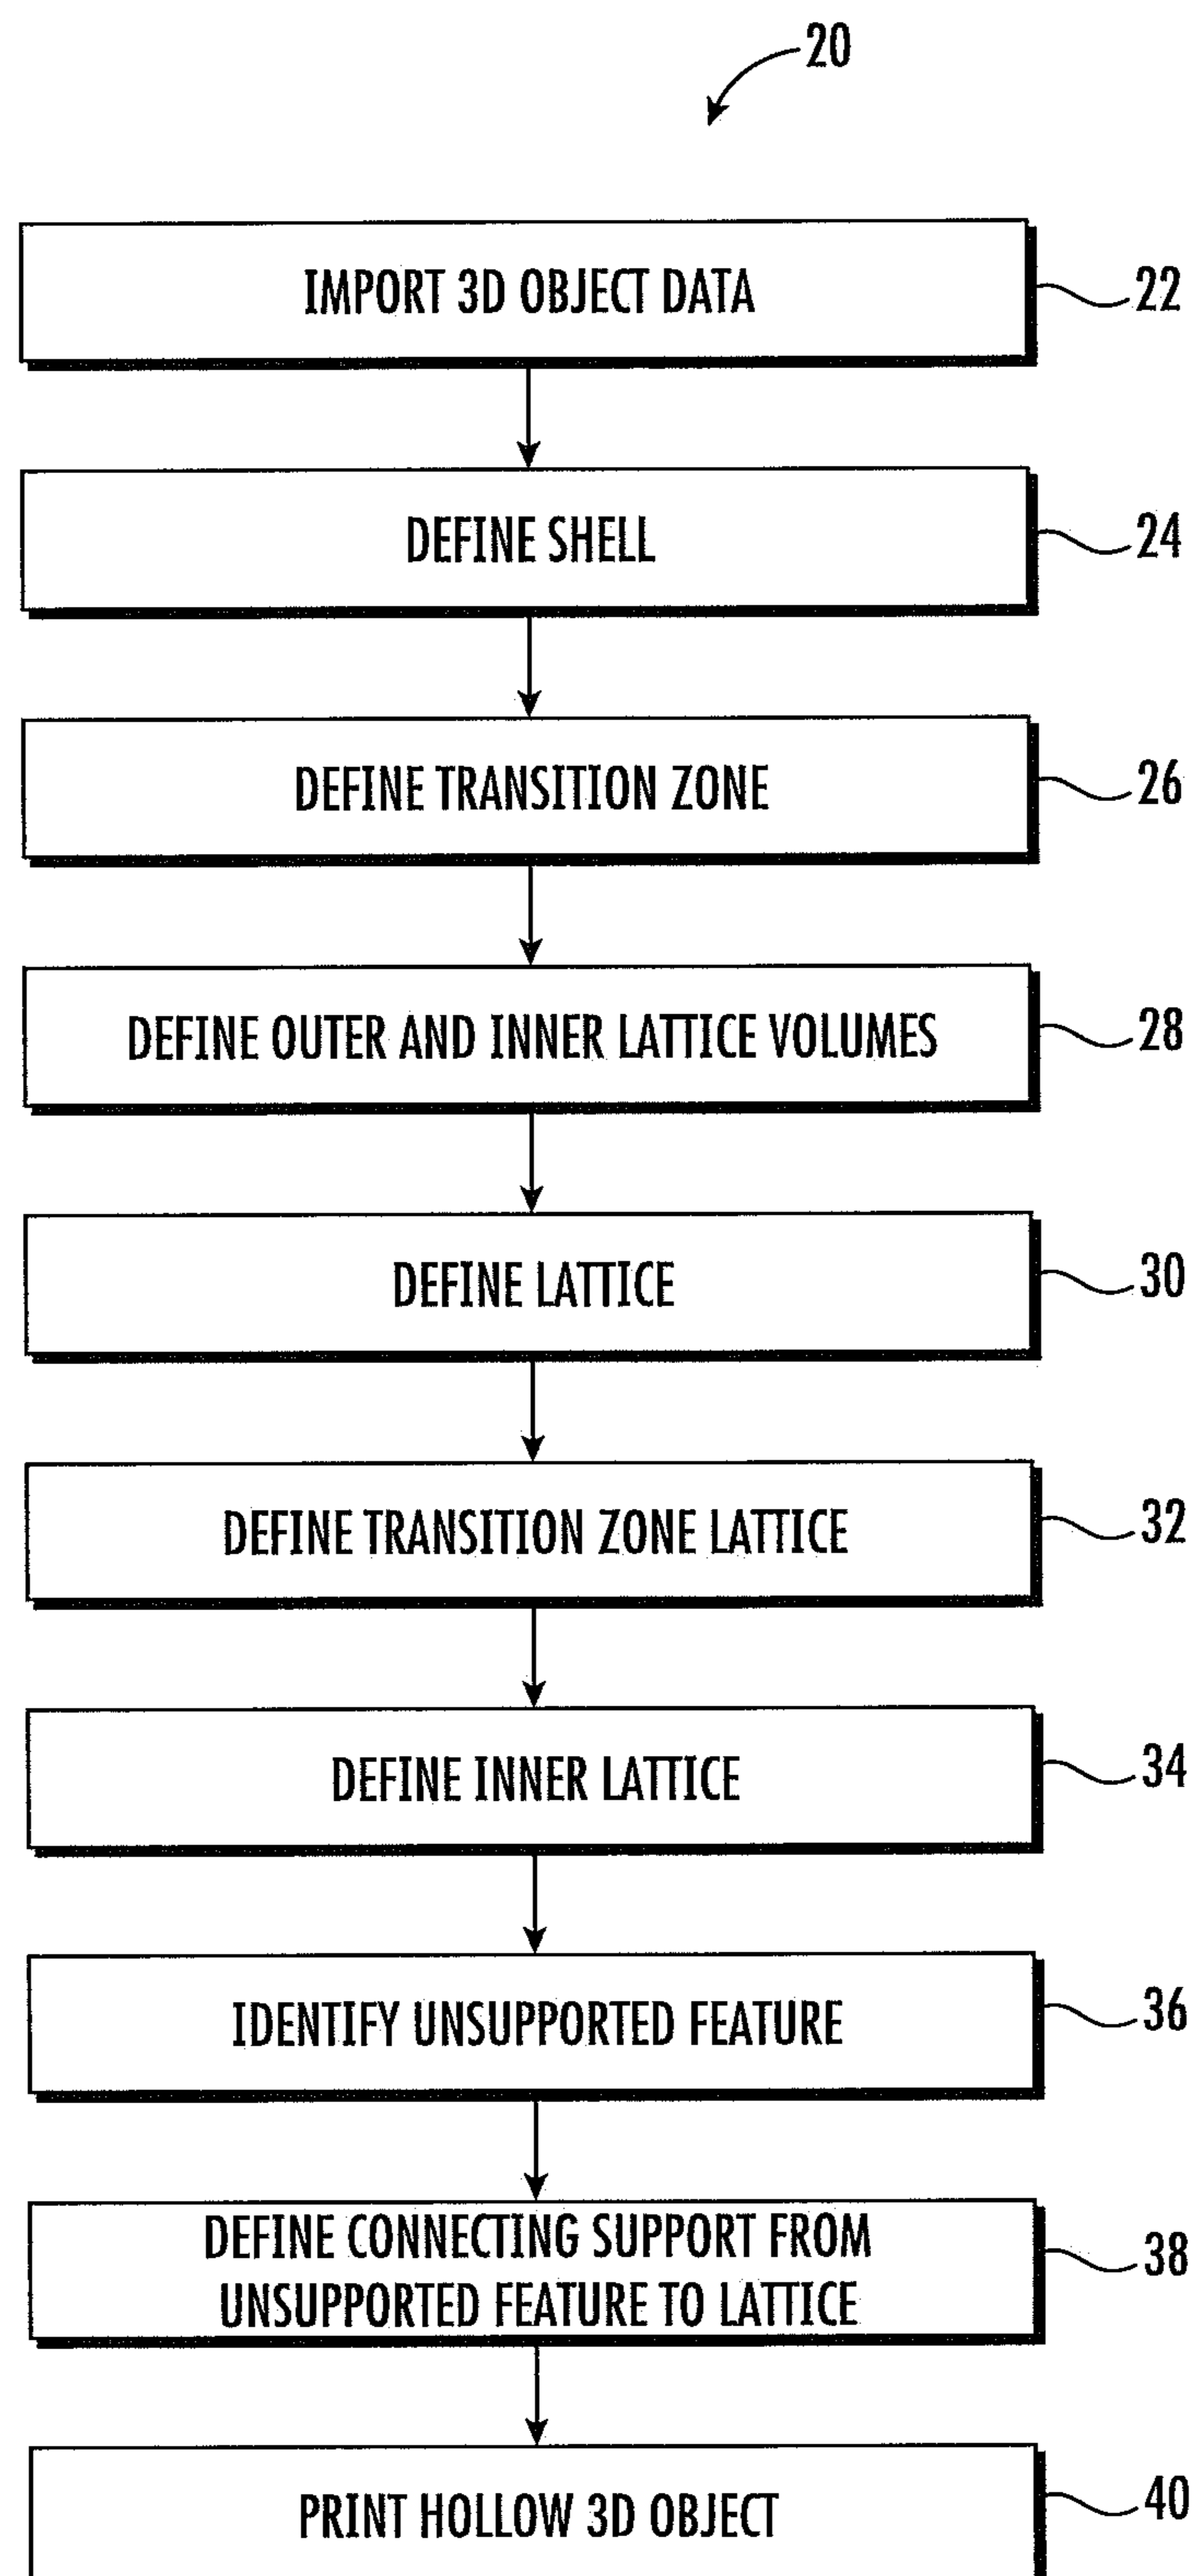 20
IMPORT 3D OBJECT DATA
22
DEFINE SHELL
24
DEFINE TRANSITION ZONE
26
DEFINE OUTER AND INNER LATTICE VOLUMES
28
DEFINE LATTICE
30
DEFINE TRANSITION ZONE LATTICE
32
DEFINE INNER LATTICE
34
IDENTIFY UNSUPPORTED FEATURE
36
DEFINE CONNECTING SUPPORT FROM
UNSUPPORTED FEATURE TO LATTICE
38
PRINT HOLLOW 3D OBJECT
40